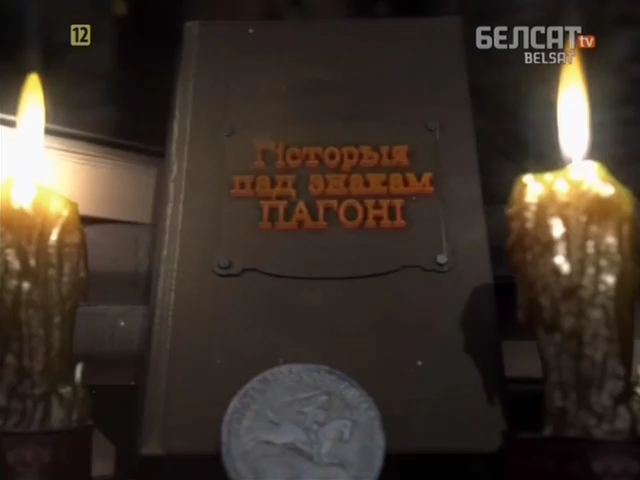 12
БЕЛСАТ tv
BELSAT
Гісторыя
пад знакам
ПАГОНІ